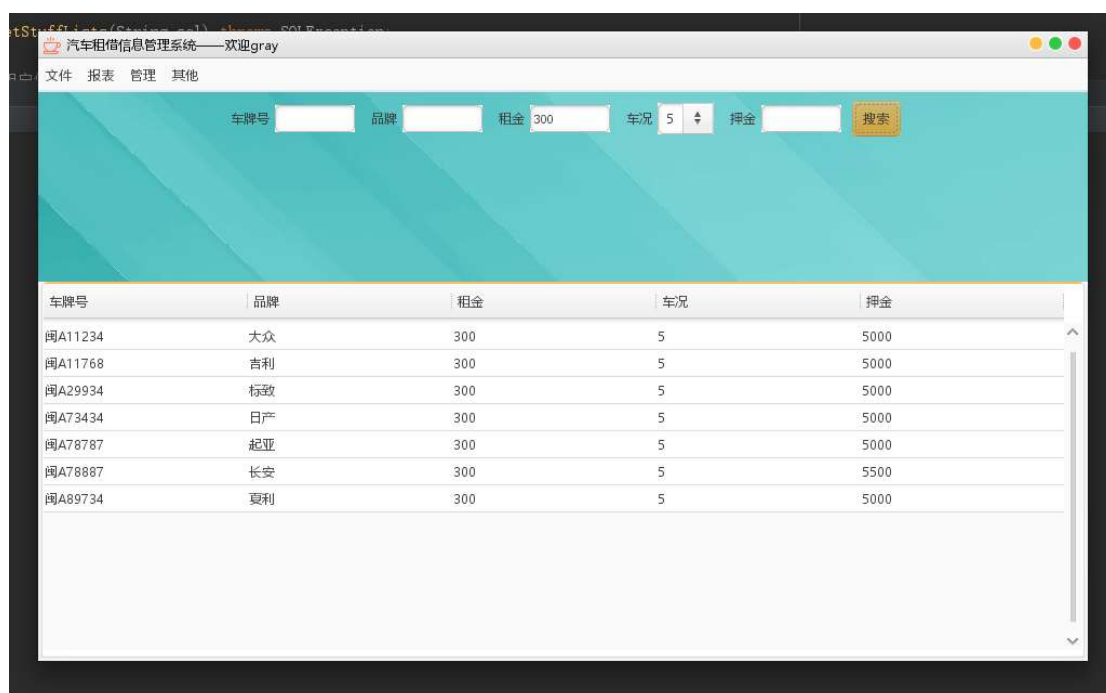 汽车租借信息管理系统——欢迎gray
文件 报表 管理 其他
车牌号 品牌 租金 300 车况 5 押金 搜索
车牌号 品牌 租金 车况 押金
闽A11234 大众 300 5 5000
闽A11768 吉利 300 5 5000
闽A29934 标致 300 5 5000
闽A73434 日产 300 5 5000
闽A78787 起亚 300 5 5000
闽A78887 长安 300 5 5500
闽A89734 夏利 300 5 5000